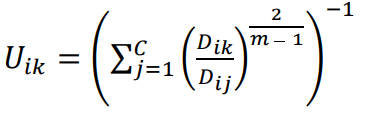 U_{ik} = \left( \sum_{j=1}^{C} \left( \frac{D_{ik}}{D_{ij}} \right)^{\frac{2}{m-1}} \right)^{-1}